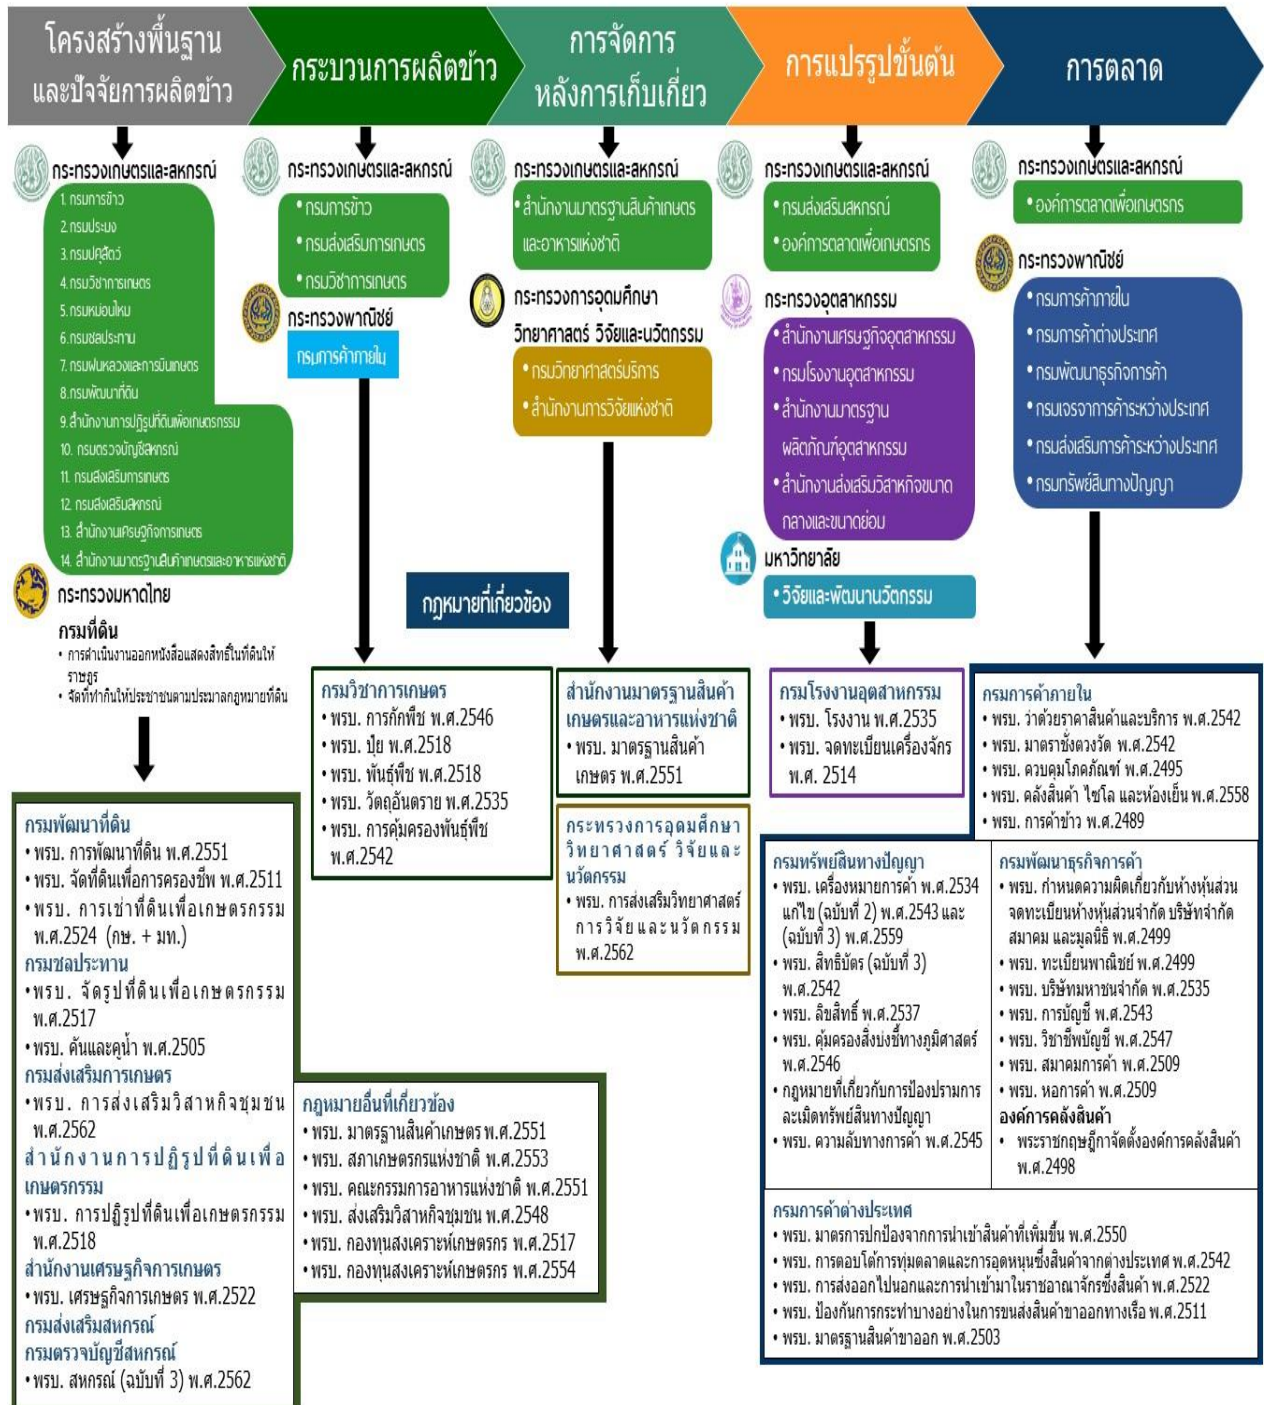 โครงสร้างพื้นฐาน
และปัจจัยการผลิตข้าว
กระบวนการผลิตข้าว
การจัดการ
หลังการเก็บเกี่ยว
การแปรรูปขั้นต้น
การตลาด
กระทรวงเกษตรและสหกรณ์
1. กรมการข้าว
2. กรมประมง
3. กรมปศุสัตว์
4. กรมวิชาการเกษตร
5. กรมหม่อนไหม
6. กรมชลประทาน
7. กรมฝนหลวงและการบินเกษตร
8. กรมพัฒนาที่ดิน
9. สำนักงานการปฏิรูปที่ดินเพื่อเกษตรกรรม
10. กรมตรวจบัญชีสหกรณ์
11. กรมส่งเสริมการเกษตร
12. กรมส่งเสริมสหกรณ์
13. สำนักงานเศรษฐกิจการเกษตร
14. สำนักงานมาตรฐานสินค้าเกษตรและอาหารแห่งชาติ
กระทรวงมหาดไทย
กรมที่ดิน
• การดำเนินงานออกหนังสือแสดงสิทธิ์ในที่ดินให้
ราษฎร
• จัดที่ทำกินให้ประชาชนตามประมาลกฎหมายที่ดิน
กระทรวงเกษตรและสหกรณ์
• กรมการข้าว
• กรมส่งเสริมการเกษตร
• กรมวิชาการเกษตร
กระทรวงพาณิชย์
กรมการค้าภายใน
กระทรวงเกษตรและสหกรณ์
• สำนักงานมาตรฐานสินค้าเกษตร
และอาหารแห่งชาติ
กระทรวงการอุดมศึกษา
วิทยาศาสตร์ วิจัยและนวัตกรรม
• กรมวิทยาศาสตร์บริการ
• สำนักงานการวิจัยแห่งชาติ
กระทรวงเกษตรและสหกรณ์
• กรมส่งเสริมสหกรณ์
• องค์การตลาดเพื่อเกษตรกร
กระทรวงอุตสาหกรรม
• สำนักงานเศรษฐกิจอุตสาหกรรม
• กรมโรงงานอุตสาหกรรม
• สำนักงานมาตรฐาน
ผลิตภัณฑ์อุตสาหกรรม
• สำนักงานส่งเสริมวิสาหกิจขนาด
กลางและขนาดย่อม
มหาวิทยาลัย
• วิจัยและพัฒนานวัตกรรม
กระทรวงเกษตรและสหกรณ์
• องค์การตลาดเพื่อเกษตรกร
กระทรวงพาณิชย์
• กรมการค้าภายใน
• กรมการค้าต่างประเทศ
• กรมพัฒนาธุรกิจการค้า
• กรมเจรจาการค้าระหว่างประเทศ
• กรมส่งเสริมการค้าระหว่างประเทศ
• กรมทรัพย์สินทางปัญญา
กฎหมายที่เกี่ยวข้อง
กรมพัฒนาที่ดิน
• พรบ. การพัฒนาที่ดิน พ.ศ.2551
• พรบ. จัดที่ดินเพื่อการครองชีพ พ.ศ.2511
• พรบ. การเช่าที่ดินเพื่อเกษตรกรรม
พ.ศ.2524 (กษ. + มท.)
กรมชลประทาน
• พรบ. จัดรูปที่ดินเพื่อเกษตรกรรม
พ.ศ.2517
• พรบ. คันและคูน้ำ พ.ศ.2505
กรมส่งเสริมการเกษตร
• พรบ. การส่งเสริมวิสาหกิจชุมชน
พ.ศ.2562
สำนักงานการปฏิรูปที่ดินเพื่อ
เกษตรกรรม
• พรบ. การปฏิรูปที่ดินเพื่อเกษตรกรรม
พ.ศ.2518
สำนักงานเศรษฐกิจการเกษตร
• พรบ. เศรษฐกิจการเกษตร พ.ศ.2522
กรมส่งเสริมสหกรณ์
กรมตรวจบัญชีสหกรณ์
• พรบ. สหกรณ์ (ฉบับที่ 3) พ.ศ.2562
กรมวิชาการเกษตร
• พรบ. การกักพืช พ.ศ.2546
• พรบ. ปุ๋ย พ.ศ.2518
• พรบ. พันธุ์พืช พ.ศ.2518
• พรบ. วัตถุอันตราย พ.ศ.2535
• พรบ. การคุ้มครองพันธุ์พืช
พ.ศ.2542
กฎหมายอื่นที่เกี่ยวข้อง
• พรบ. มาตรฐานสินค้าเกษตร พ.ศ.2551
• พรบ. สภาเกษตรกรแห่งชาติ พ.ศ.2553
• พรบ. คณะกรรมการอาหารแห่งชาติ พ.ศ.2551
• พรบ. ส่งเสริมวิสาหกิจชุมชน พ.ศ.2548
• พรบ. กองทุนสงเคราะห์เกษตรกร พ.ศ.2517
• พรบ. กองทุนสงเคราะห์เกษตรกร พ.ศ.2554
สำนักงานมาตรฐานสินค้า
เกษตรและอาหารแห่งชาติ
• พรบ. มาตรฐานสินค้า
เกษตร พ.ศ.2551
กระทรวงการอุดมศึกษา
วิทยาศาสตร์ วิจัยและ
นวัตกรรม
• พรบ. การส่งเสริมวิทยาศาสตร์
การวิจัยและนวัตกรรม
พ.ศ.2562
กรมโรงงานอุตสาหกรรม
• พรบ. โรงงาน พ.ศ.2535
• พรบ. จดทะเบียนเครื่องจักร
พ.ศ. 2514
กรมการค้าภายใน
• พรบ. ว่าด้วยราคาสินค้าและบริการ พ.ศ.2542
• พรบ. มาตราชั่งตวงวัด พ.ศ.2542
• พรบ. ควบคุมโภคภัณฑ์ พ.ศ.2495
• พรบ. คลังสินค้า ไซโล และห้องเย็น พ.ศ.2558
• พรบ. การค้าข้าว พ.ศ.2489
กรมทรัพย์สินทางปัญญา
• พรบ. เครื่องหมายการค้า พ.ศ.2534
แก้ไข (ฉบับที่ 2) พ.ศ.2543 และ
(ฉบับที่ 3) พ.ศ.2559
• พรบ. สิทธิบัตร (ฉบับที่ 3)
พ.ศ.2542
• พรบ. ลิขสิทธิ์ พ.ศ.2537
• พรบ. คุ้มครองสิ่งบ่งชี้ทางภูมิศาสตร์
พ.ศ.2546
• กฎหมายที่เกี่ยวกับการป้องปรามการ
ละเมิดทรัพย์สินทางปัญญา
• พรบ. ความลับทางการค้า พ.ศ.2545
กรมพัฒนาธุรกิจการค้า
• พรบ. กำหนดความผิดเกี่ยวกับห้างหุ้นส่วน
จดทะเบียนห้างหุ้นส่วนจำกัด บริษัทจำกัด
สมาคม และมูลนิธิ พ.ศ.2499
• พรบ. ทะเบียนพาณิชย์ พ.ศ.2499
• พรบ. บริษัทมหาชนจำกัด พ.ศ.2535
• พรบ. การบัญชี พ.ศ.2543
• พรบ. วิชาชีพบัญชี พ.ศ.2547
• พรบ. สมาคมการค้า พ.ศ.2509
• พรบ. หอการค้า พ.ศ.2509
องค์การคลังสินค้า
• พระราชกฤษฎีกาจัดตั้งองค์การคลังสินค้า
พ.ศ.2498
กรมการค้าต่างประเทศ
• พรบ. มาตรการปกป้องจากการนำเข้าสินค้าที่เพิ่มขึ้น พ.ศ.2550
• พรบ. การตอบโต้การทุ่มตลาดและการอุดหนุนซึ่งสินค้าจากต่างประเทศ พ.ศ.2542
• พรบ. การส่งออกไปนอกและการนำเข้ามาในราชอาณาจักรซึ่งสินค้า พ.ศ.2522
• พรบ. ป้องกันการกระทำบางอย่างในการขนส่งสินค้าขาออกทางเรือ พ.ศ.2511
• พรบ. มาตรฐานสินค้าขาออก พ.ศ.2503